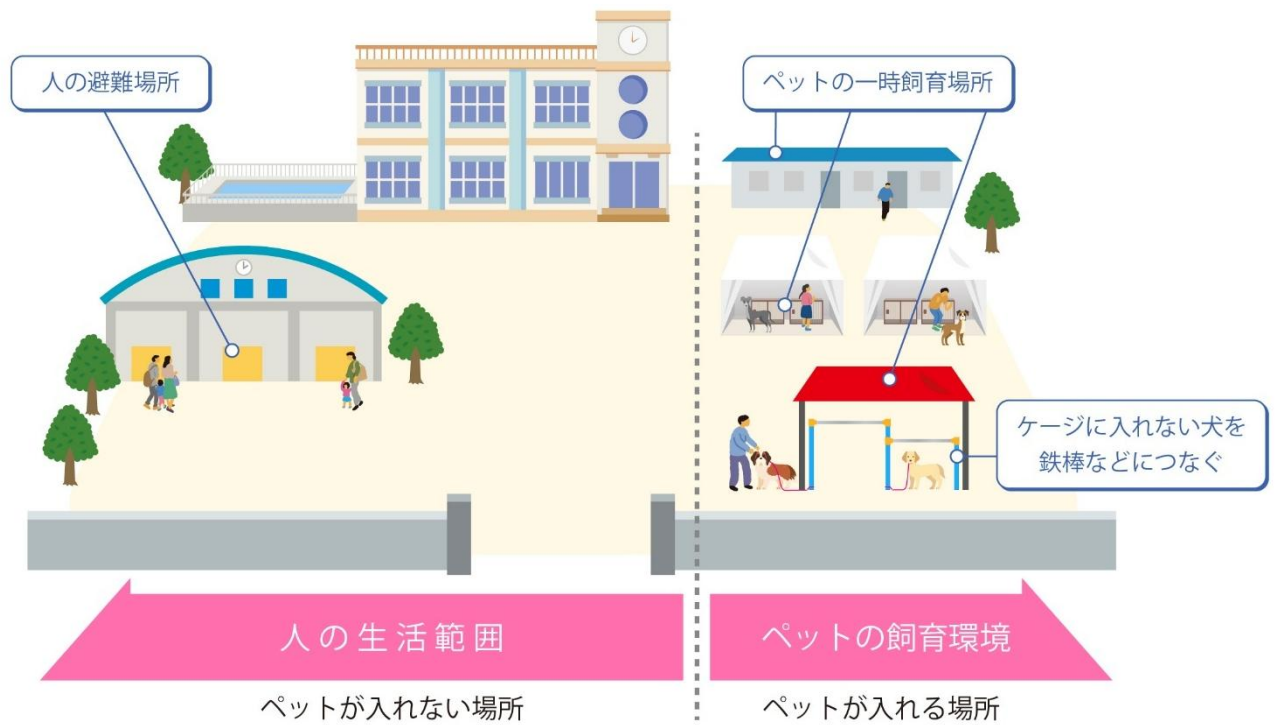 人の避難場所
ペットの一時飼育場所
ケージに入れない犬を
鉄棒などにつなぐ
人の生活範囲
ペットの飼育環境
ペットが入れない場所
ペットが入れる場所